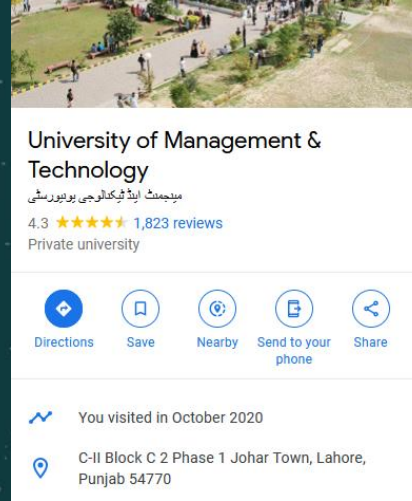 University of Management &
Technology
مینجمنٹ اینڈ ٹیکنالوجی یونیورسٹی
4.3 1,823 reviews
Private university
Directions
Save
Nearby
Send to your
phone
Share
You visited in October 2020
C-II Block C 2 Phase 1 Johar Town, Lahore,
Punjab 54770